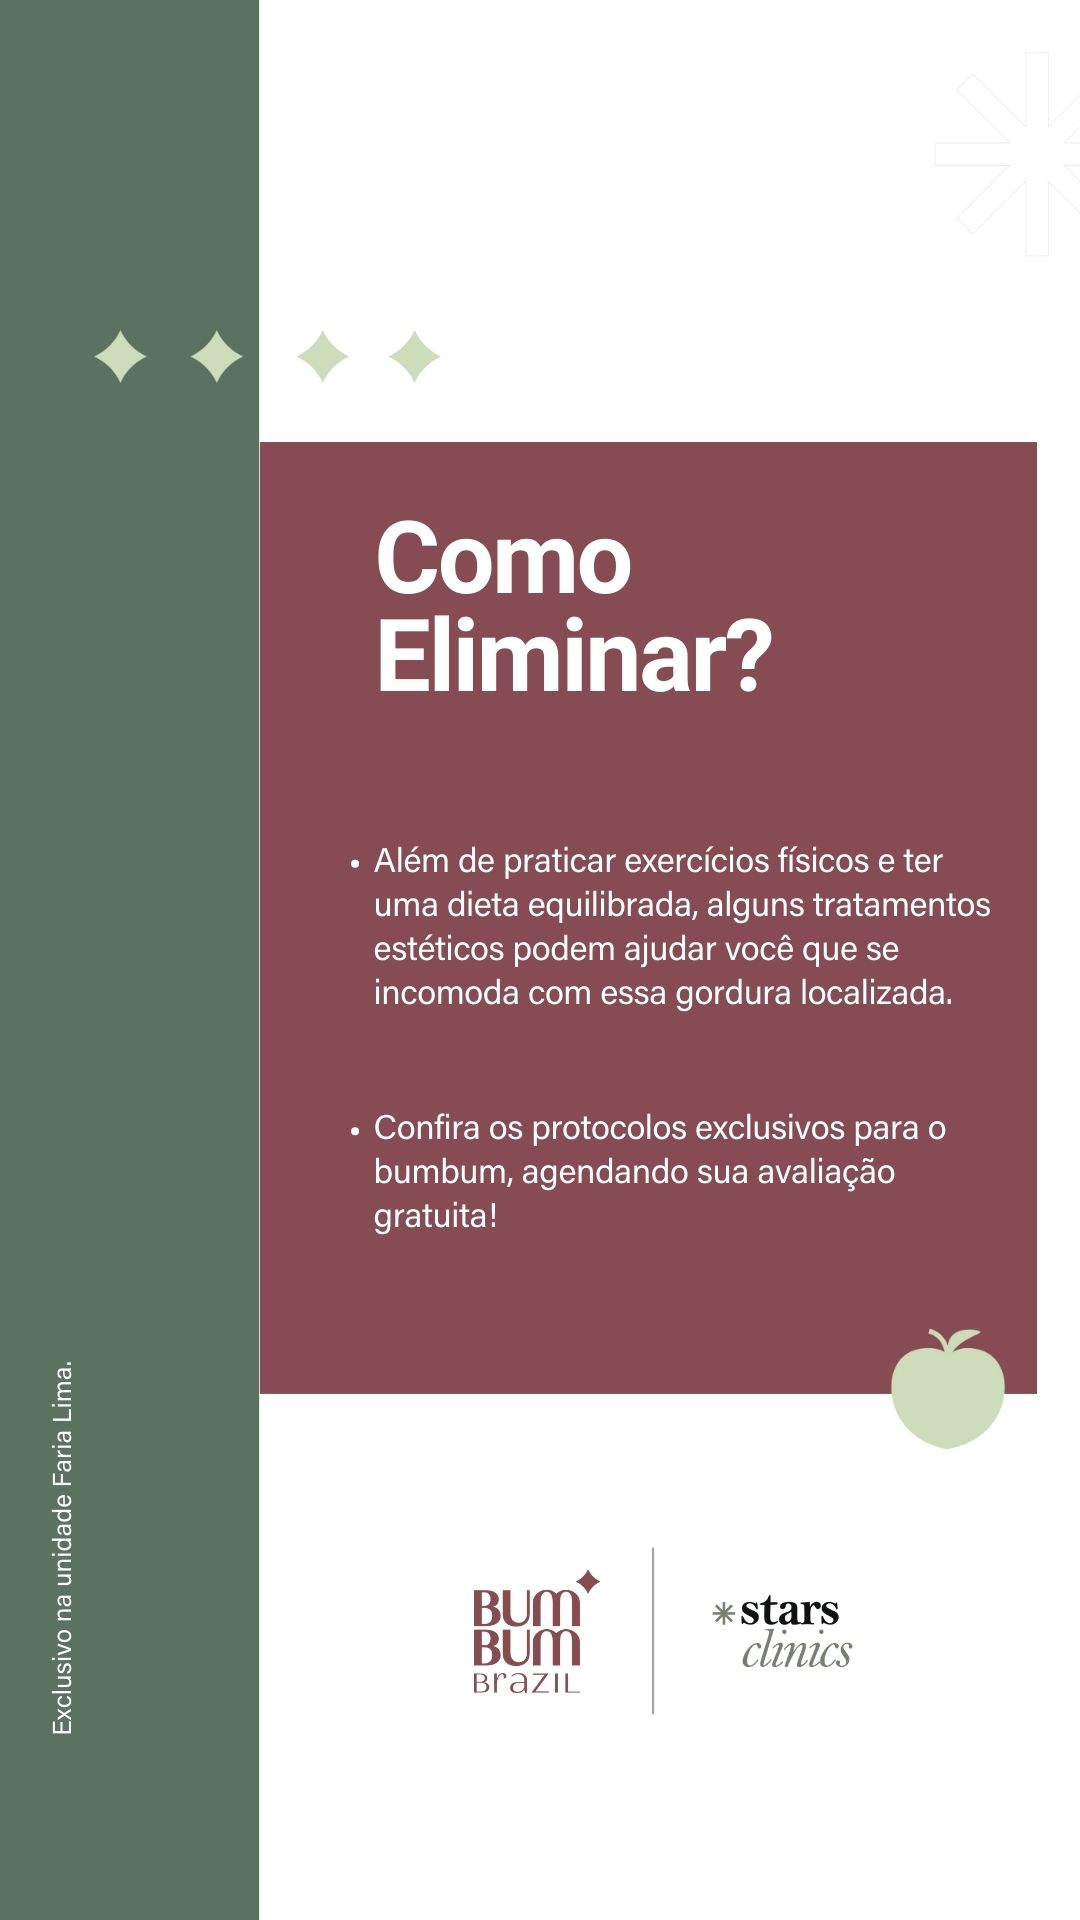 Como
Eliminar?
• Além de praticar exercícios físicos e ter
uma dieta equilibrada, alguns tratamentos
estéticos podem ajudar você que se
incomoda com essa gordura localizada.
• Confira os protocolos exclusivos para o
bumbum, agendando sua avaliação
gratuita!
Exclusivo na unidade Faria Lima.
BUM
BUM
Brazil
stars
clinics